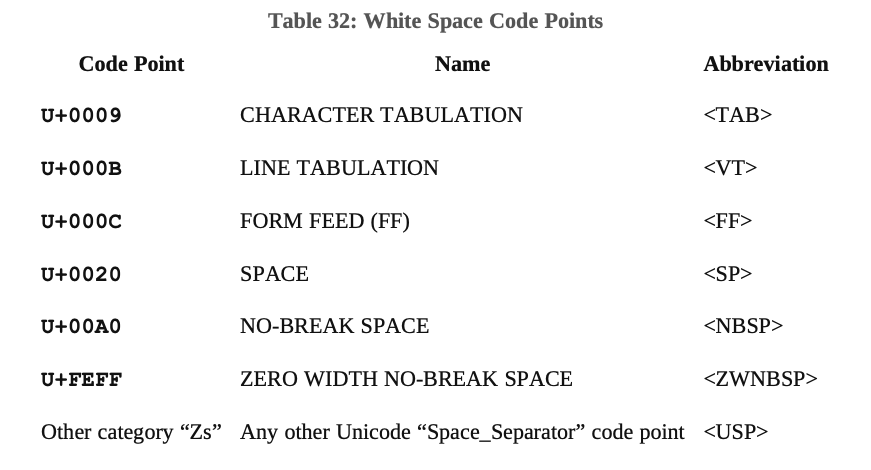 Table 32: White Space Code Points
Code Point Name Abbreviation
U+0009 CHARACTER TABULATION <TAB>
U+000B LINE TABULATION <VT>
U+000C FORM FEED (FF) <FF>
U+0020 SPACE <SP>
U+00A0 NO-BREAK SPACE <NBSP>
U+FEFF ZERO WIDTH NO-BREAK SPACE <ZWNBSP>
Other category “Zs” Any other Unicode “Space_Separator” code point <USP>